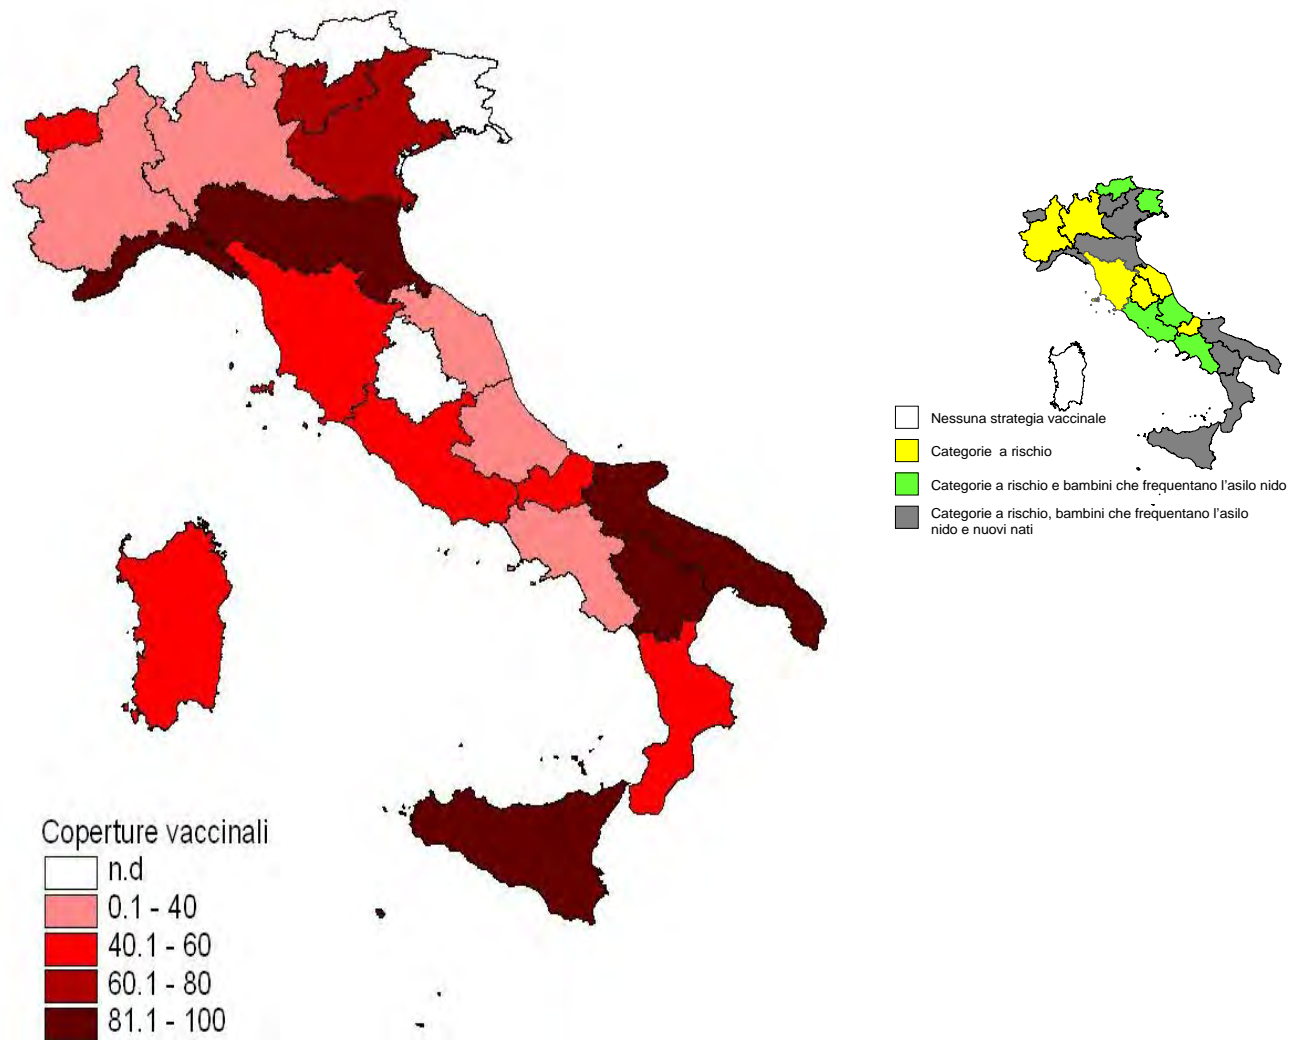 Nessuna strategia vaccinale
Categorie a rischio
Categorie a rischio e bambini che frequentano l'asilo nido
Categorie a rischio, bambini che frequentano l'asilo
nido e nuovi nati
Coperture vaccinali
n.d
0.1 - 40
40.1 - 60
60.1 - 80
81.1 - 100